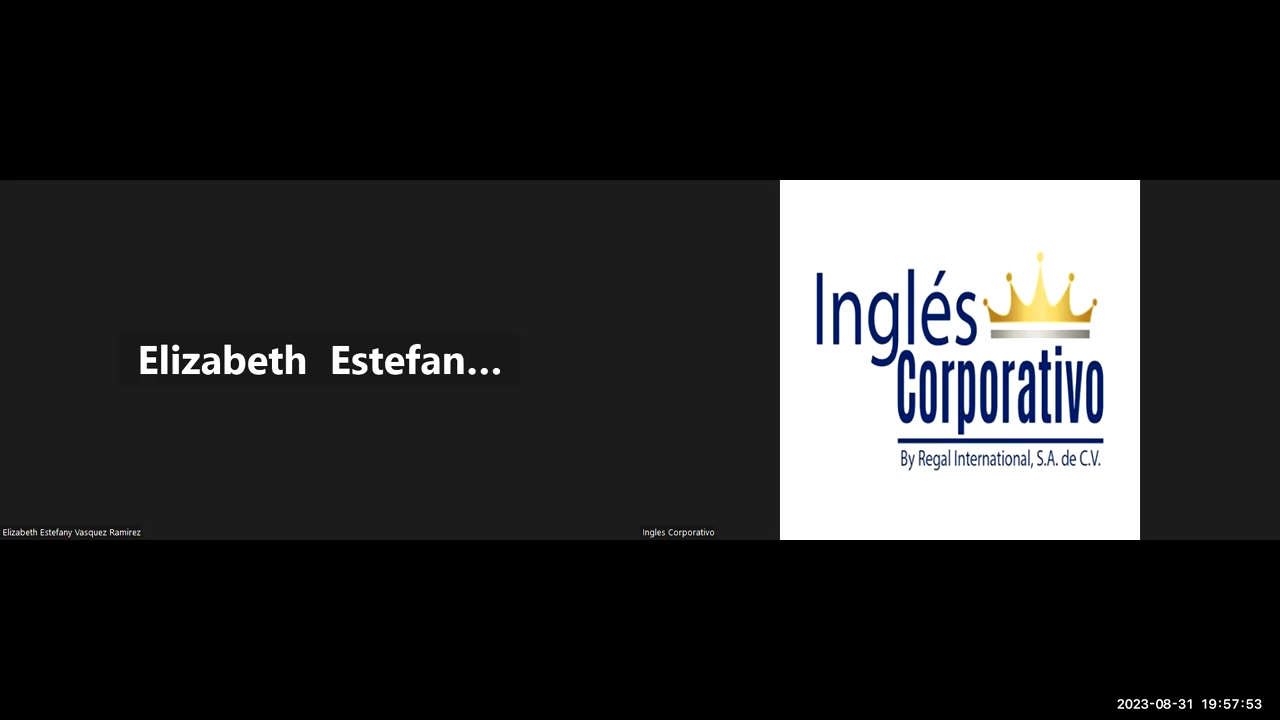 Elizabeth Estefan...
Elizabeth Estefany Vasquez Ramirez
Inglés
Corporativo
By Regal International, S.A. de C.V.
Ingles Corporativo
2023-08-31 19:57:53